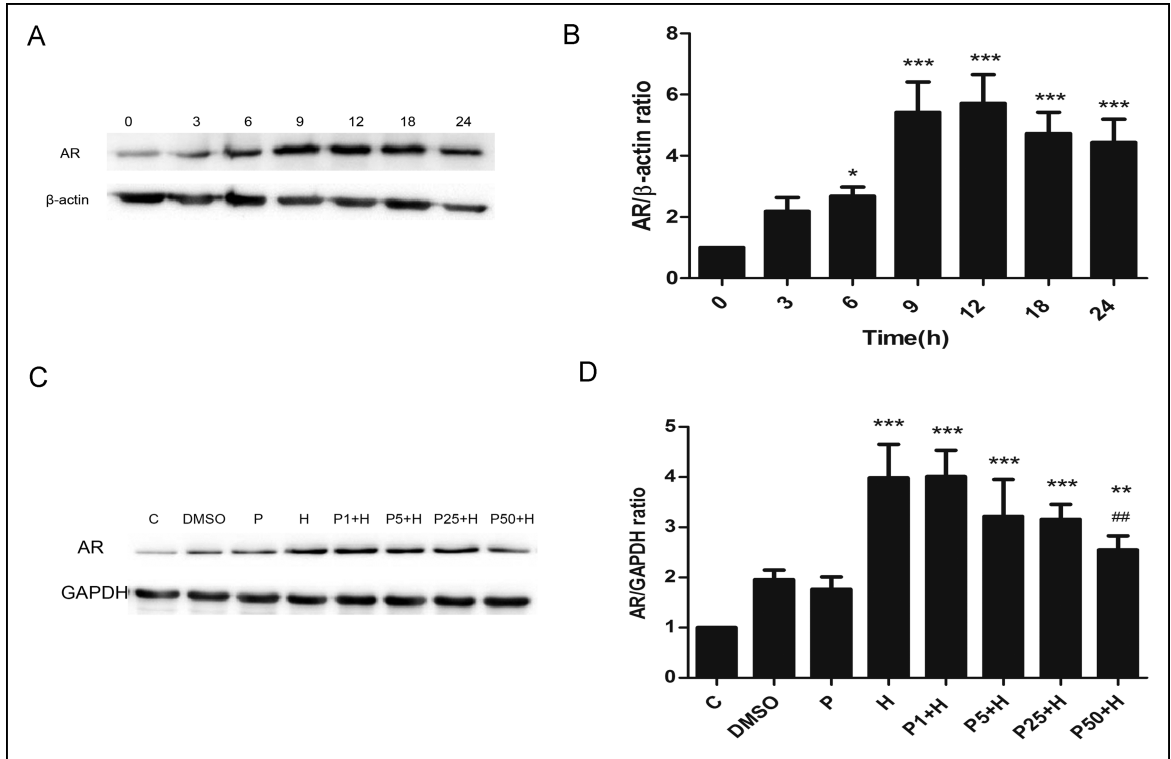 A
0 3 6 9 12 18 24
AR
β-actin
B
AR/β-actin ratio
8
6
4
2
0
*
***
***
***
***
0 3 6 9 12 18 24
Time(h)
C
C DMSO P H P1+H P5+H P25+H P50+H
AR
GAPDH
D
AR/GAPDH ratio
5
4
3
2
1
0
***
***
***
***
**
##
C DMSO P H P1+H P5+H P25+H P50+H